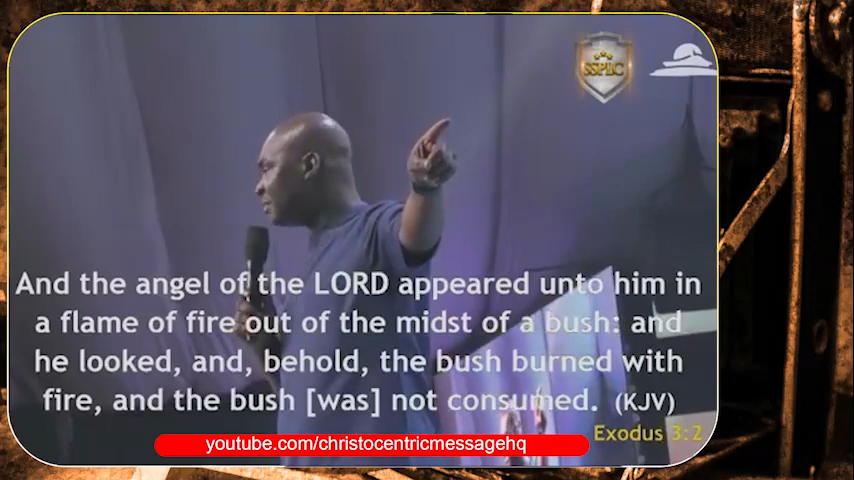 SSPLC
And the angel of the LORD appeared unto him in
a flame of fire out of the midst of a bush: and
he looked, and, behold, the bush burned with
fire, and the bush [was] not consumed. (KJV)
Exodus 3:2
youtube.com/christocentricmessagehq